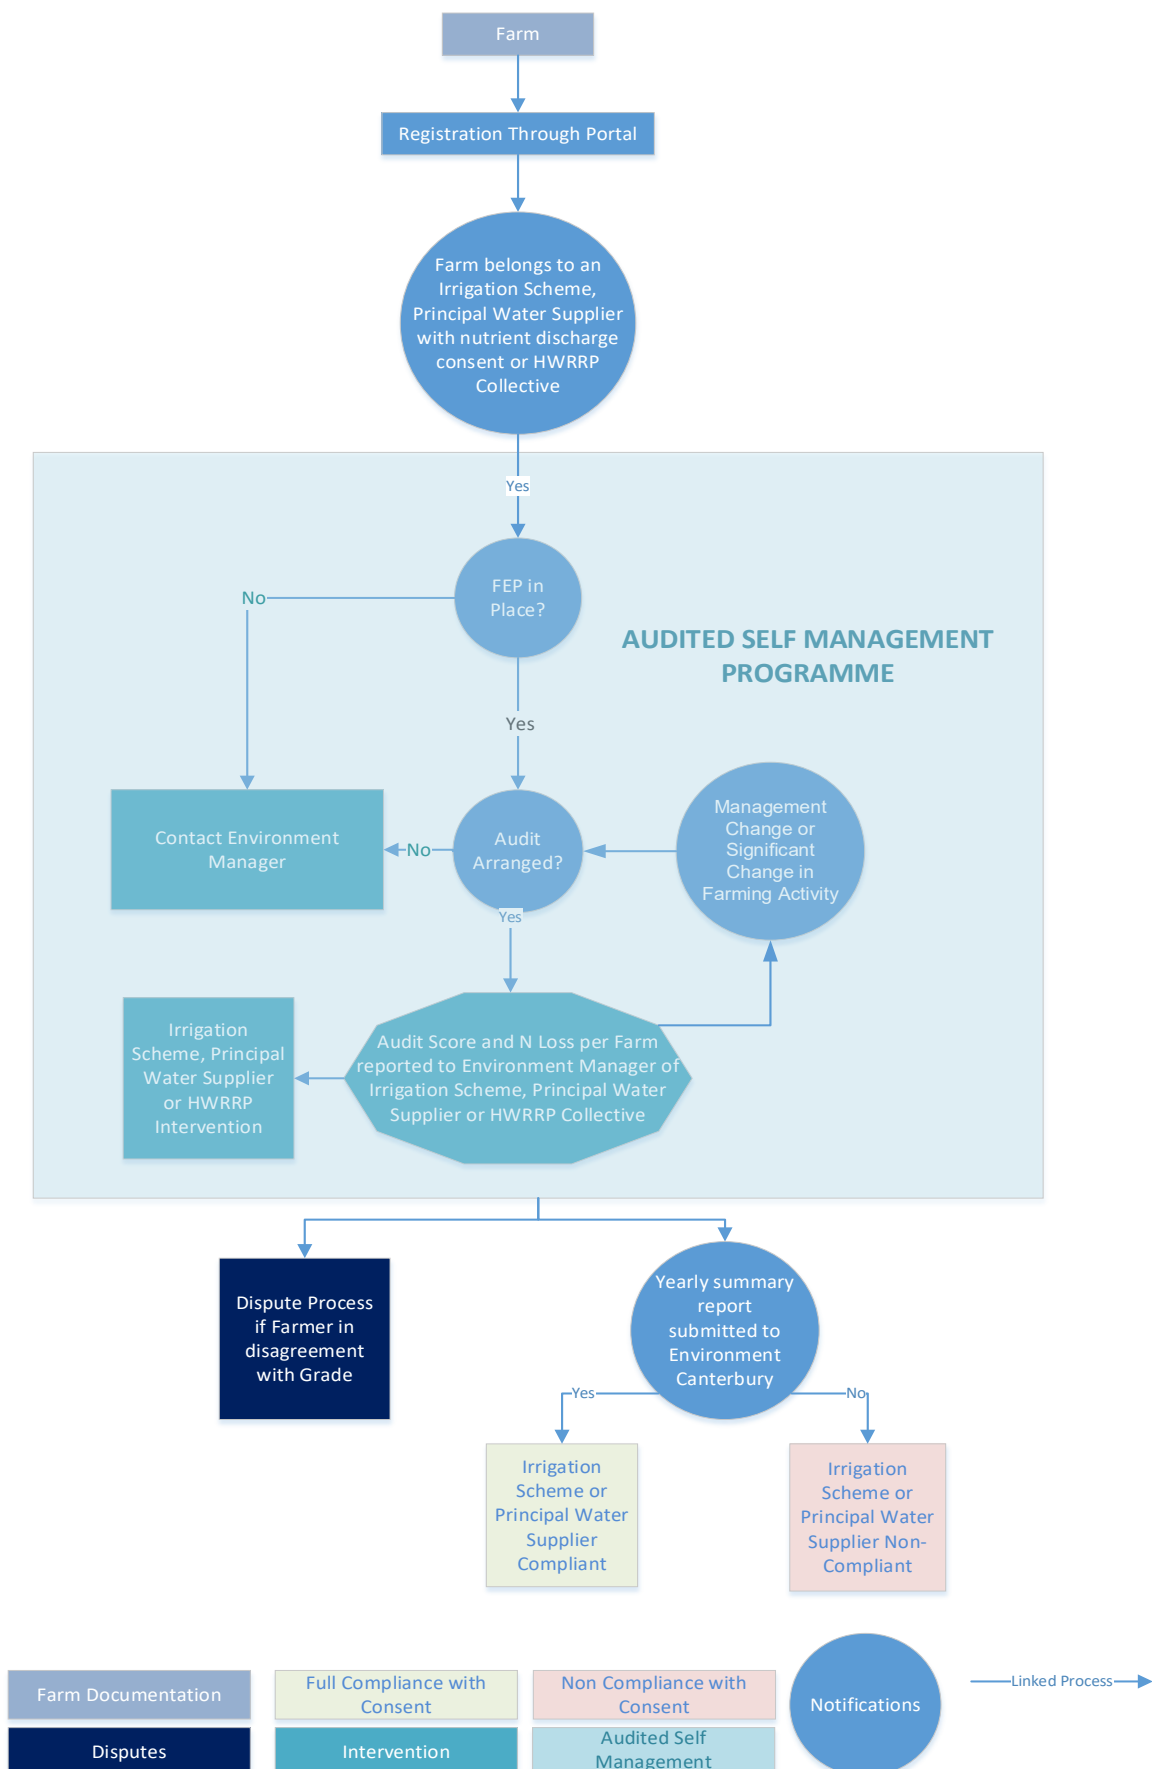 Farm
Registration Through Portal
Farm belongs to an
Irrigation Scheme,
Principal Water Supplier
with nutrient discharge
consent or HWRRP
Collective
Yes
FEP in
Place?
No
AUDITED SELF MANAGEMENT
PROGRAMME
Yes
Contact Environment
Manager
No
Audit
Arranged?
Management
Change or
Significant
Change in
Farming Activity
Yes
Irrigation
Scheme, Principal
Water Supplier
or HWRRP
Intervention
Audit Score and N Loss per Farm
reported to Environment Manager of
Irrigation Scheme, Principal Water
Supplier or HWRRP Collective
Dispute Process
if Farmer in
disagreement
with Grade
Yearly summary
report
submitted to
Environment
Canterbury
Yes
No
Irrigation
Scheme or
Principal Water
Supplier
Compliant
Irrigation
Scheme or
Principal Water
Supplier Non-
Compliant
Farm Documentation
Full Compliance with
Consent
Non Compliance with
Consent
Notifications
Linked Process
Disputes
Intervention
Audited Self
Management